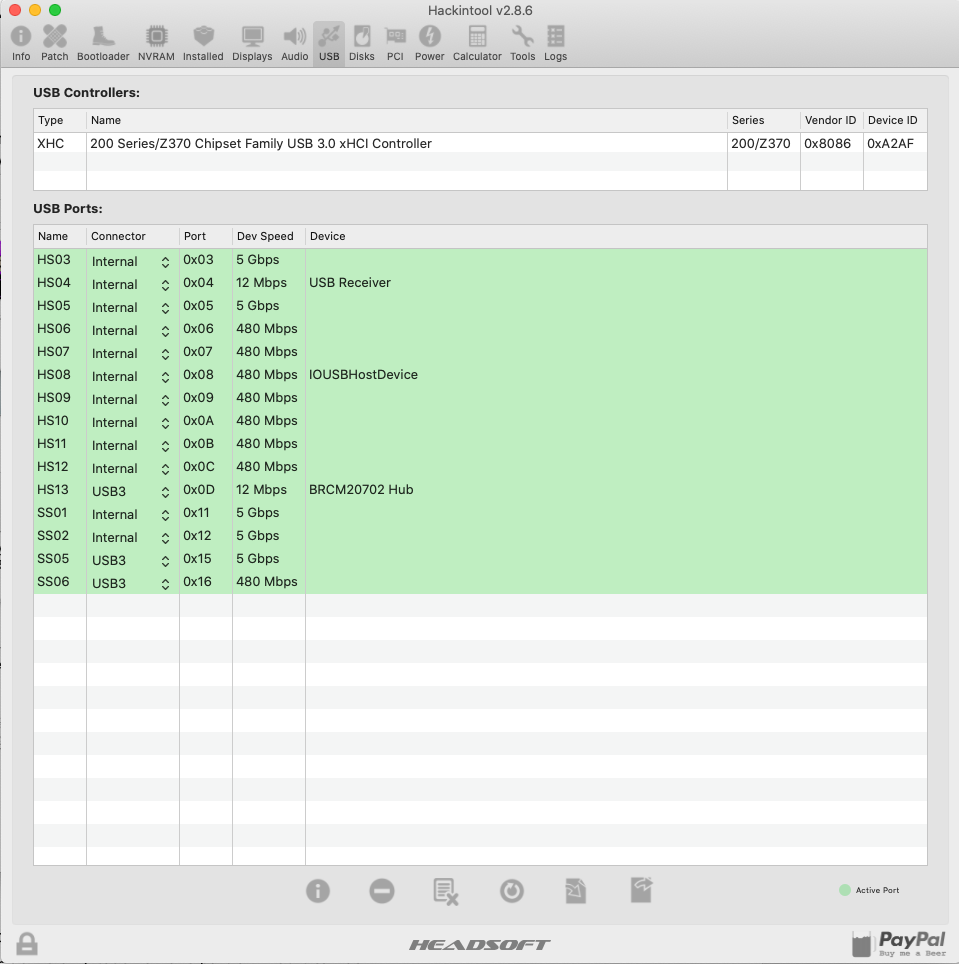 Hackintool v2.8.6
Info Patch Bootloader NVRAM Installed Displays Audio USB Disks PCI Power Calculator Tools Logs
USB Controllers:
Type Name Series Vendor ID Device ID
XHC 200 Series/Z370 Chipset Family USB 3.0 xHCI Controller 200/Z370 0x8086 0xA2AF
USB Ports:
Name Connector Port Dev Speed Device
HS03 Internal 0x03 5 Gbps
HS04 Internal 0x04 12 Mbps USB Receiver
HS05 Internal 0x05 5 Gbps
HS06 Internal 0x06 480 Mbps
HS07 Internal 0x07 480 Mbps
HS08 Internal 0x08 480 Mbps IOUSBHostDevice
HS09 Internal 0x09 480 Mbps
HS10 Internal 0x0A 480 Mbps
HS11 Internal 0x0B 480 Mbps
HS12 Internal 0x0C 480 Mbps
HS13 USB3 0x0D 12 Mbps BRCM20702 Hub
SS01 Internal 0x11 5 Gbps
SS02 Internal 0x12 5 Gbps
SS05 USB3 0x15 5 Gbps
SS06 USB3 0x16 480 Mbps
Active Port
HEADSOFT
PayPal
Buy me a Beer